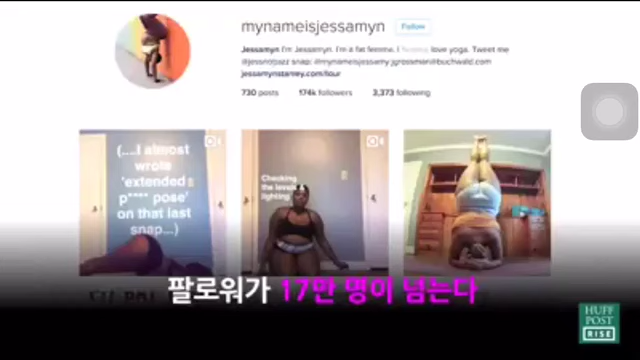 mynameisjessamyn Follow
Jessamyn I'm Jessamyn. I'm a fat femme. I love yoga. Tweet me
jessamynstanley.com/tour
730 posts 174k followers 3,373 following
(....I almost
wrote
'extended
p**** pose'
on that last
snap...)
Checking
the levels &
lighting
팔로워가 17만 명이 넘는다
HUFF
POST
RISE